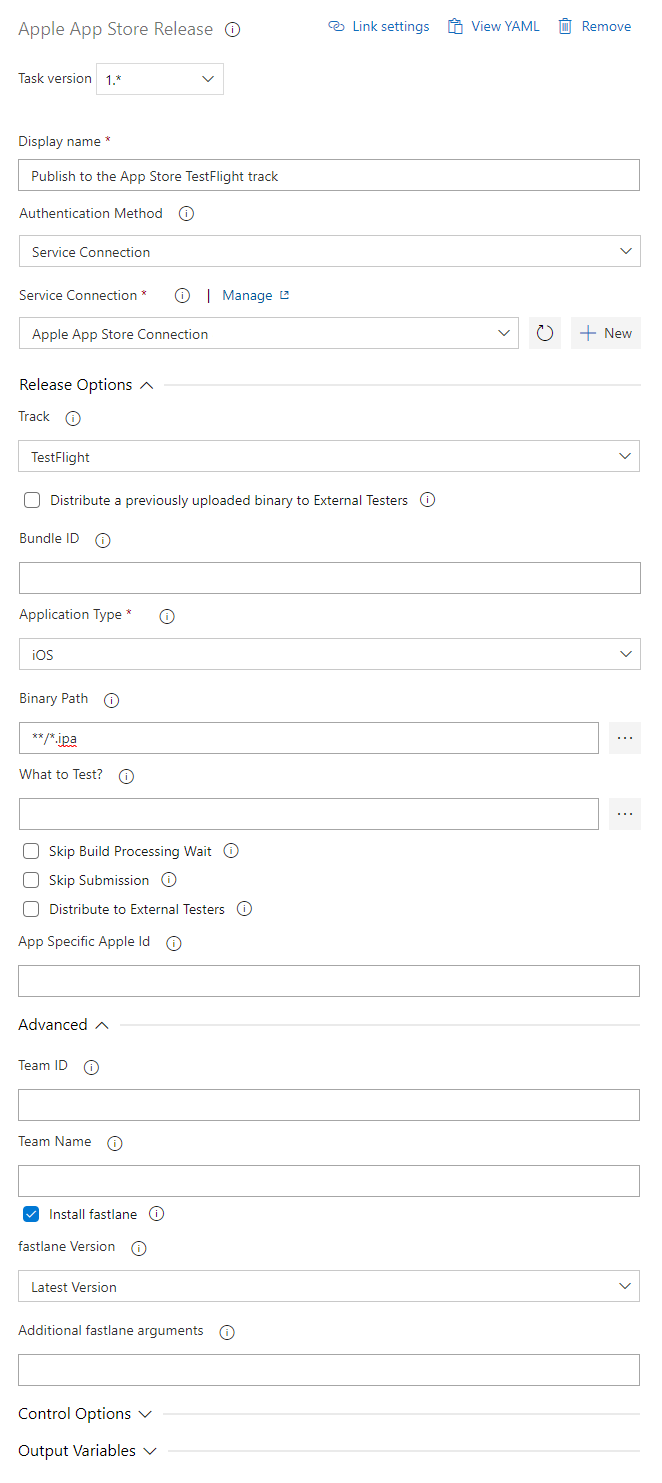 Apple App Store Release Link settings View YAML Remove
Task version 1.*
Display name *
Publish to the App Store TestFlight track
Authentication Method
Service Connection
Service Connection * | Manage
Apple App Store Connection New
Release Options
Track
TestFlight
Distribute a previously uploaded binary to External Testers
Bundle ID
Application Type *
iOS
Binary Path
**/*.ipa
What to Test?
Skip Build Processing Wait
Skip Submission
Distribute to External Testers
App Specific Apple Id
Advanced
Team ID
Team Name
Install fastlane
fastlane Version
Latest Version
Additional fastlane arguments
Control Options
Output Variables